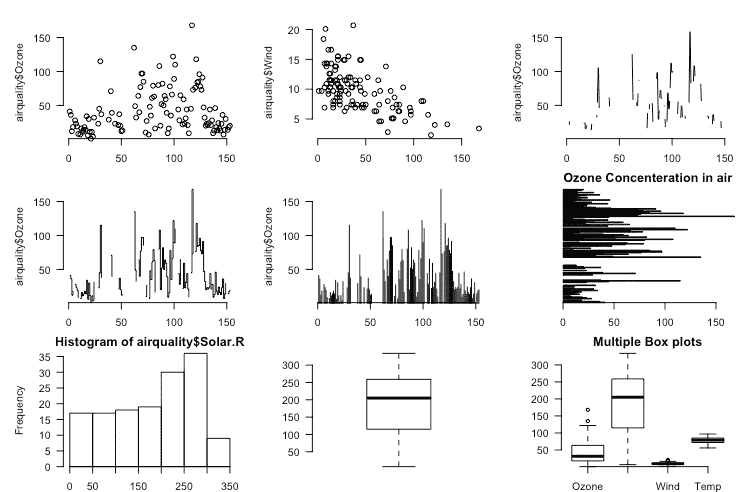 airquality$Ozone
150
100
50
0 50 100 150
airquality$Wind
20
15
10
5
0 50 100 150
airquality$Ozone
150
100
50
0 50 100 150
airquality$Ozone
150
100
50
0 50 100 150
airquality$Ozone
150
100
50
0 50 100 150
Ozone Concenteration in air
0 50 100 150
Histogram of airquality$Solar.R
Frequency
35
30
25
20
15
10
5
0
0 50 150 250 350
300
250
200
150
100
50
Multiple Box plots
300
250
200
150
100
50
Ozone Wind Temp